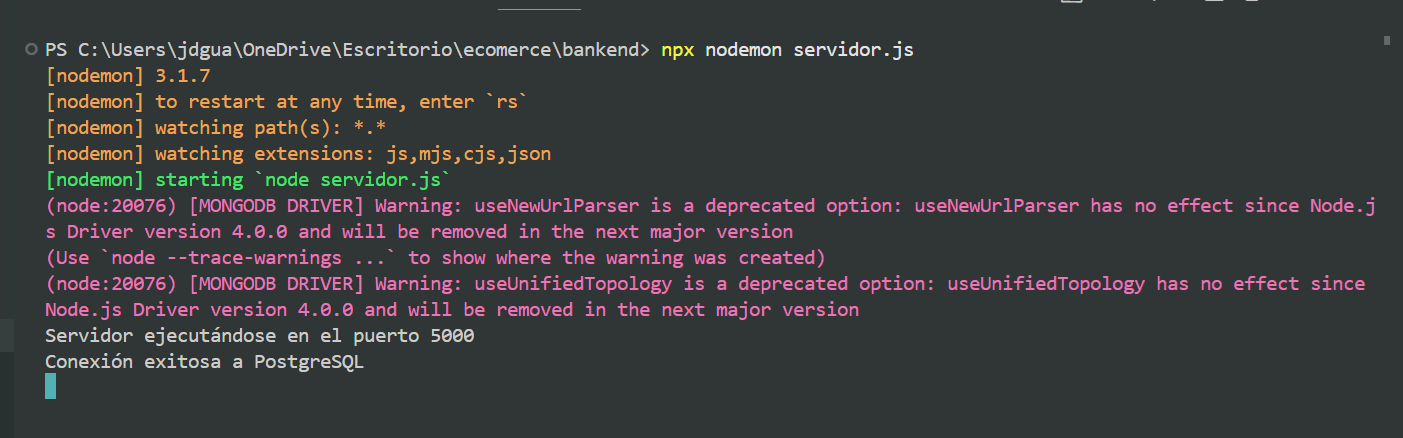 PS C:\Users\jdgua\OneDrive\Escritorio\ecomerce\bankend> npx nodemon servidor.js
[nodemon] 3.1.7
[nodemon] to restart at any time, enter `rs`
[nodemon] watching path(s): *.*
[nodemon] watching extensions: js,mjs,cjs,json
[nodemon] starting `node servidor.js`
(node:20076) [MONGODB DRIVER] Warning: useNewUrlParser is a deprecated option: useNewUrlParser has no effect since Node.j
s Driver version 4.0.0 and will be removed in the next major version
(Use `node --trace-warnings ...` to show where the warning was created)
(node:20076) [MONGODB DRIVER] Warning: useUnifiedTopology is a deprecated option: useUnifiedTopology has no effect since
Node.js Driver version 4.0.0 and will be removed in the next major version
Servidor ejecutándose en el puerto 5000
Conexión exitosa a PostgreSQL